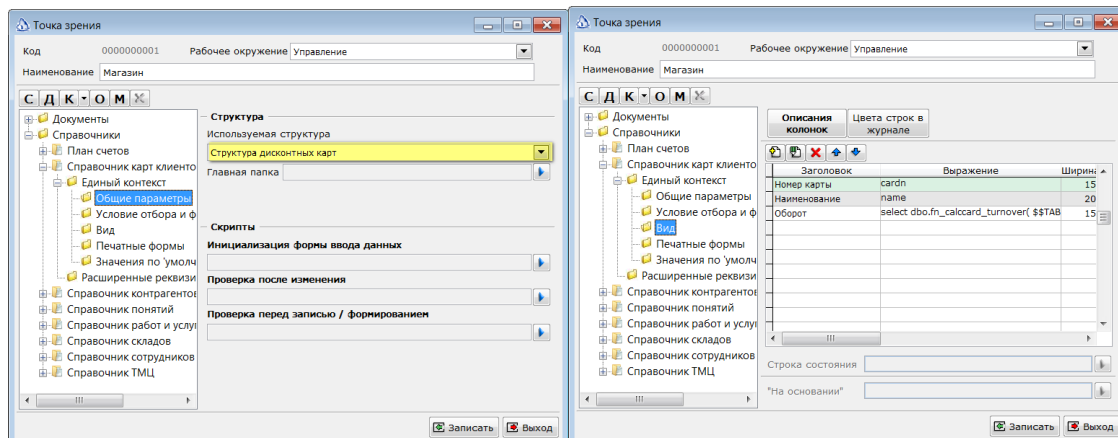 Точка зрения
Код 0000000001 Рабочее окружение Управление
Наименование Магазин
С Д К О М
Документы
Справочники
План счетов
Справочник карт клиенто
Единый контекст
Общие параметры
Условие отбора и ф
Вид
Печатные формы
Значения по 'умолч
Расширенные реквизи
Справочник контрагентов
Справочник понятий
Справочник работ и услуг
Справочник складов
Справочник сотрудников
Справочник ТМЦ
Структура
Используемая структура
Структура дисконтных карт
Главная папка
Скрипты
Инициализация формы ввода данных
Проверка после изменения
Проверка перед записью / формированием
Записать Выход
Точка зрения
Код 0000000001 Рабочее окружение Управление
Наименование Магазин
С Д К О М
Документы
Справочники
План счетов
Справочник карт клиенто
Единый контекст
Общие параметры
Условие отбора и ф
Вид
Печатные формы
Значения по 'умолч
Расширенные реквизи
Справочник контрагентов
Справочник понятий
Справочник работ и услуг
Справочник складов
Справочник сотрудников
Справочник ТМЦ
Описания колонок
Цвета строк в журнале
Заголовок Выражение Ширина
Номер карты cardn 15
Наименование name 20
Оборот select dbo.fn_calccard_turnover( $$TAB 15
Строка состояния
"На основании"
Записать Выход